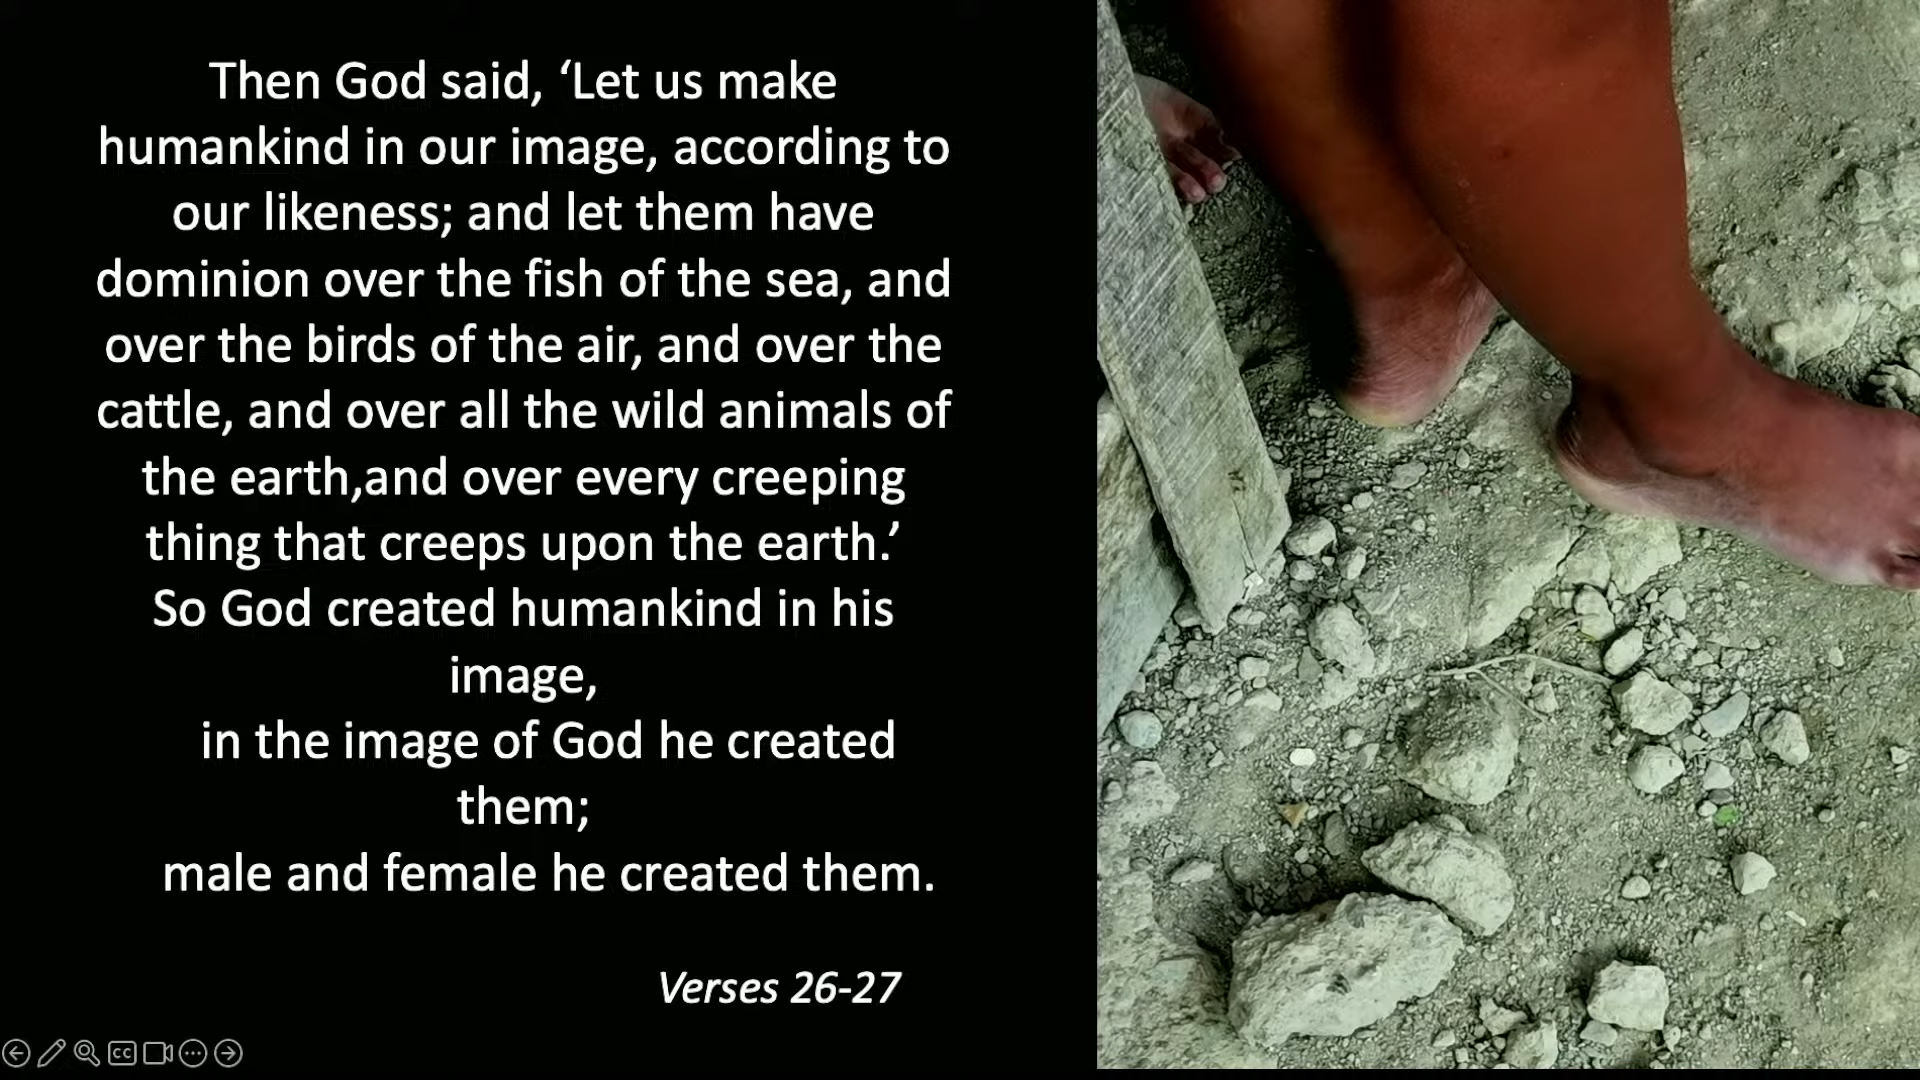 Then God said, ‘Let us make
humankind in our image, according to
our likeness; and let them have
dominion over the fish of the sea, and
over the birds of the air, and over the
cattle, and over all the wild animals of
the earth,and over every creeping
thing that creeps upon the earth.’
So God created humankind in his
image,
in the image of God he created
them;
male and female he created them.
Verses 26-27
CC